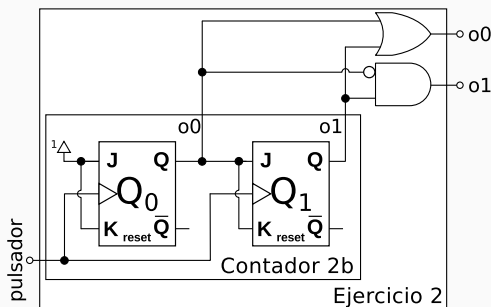 o0
o1
o0
o1
1
J
Q
J
Q
Q0
Q1
K
reset
Q
K
reset
Q
pulsador
Contador 2b
Ejercicio 2